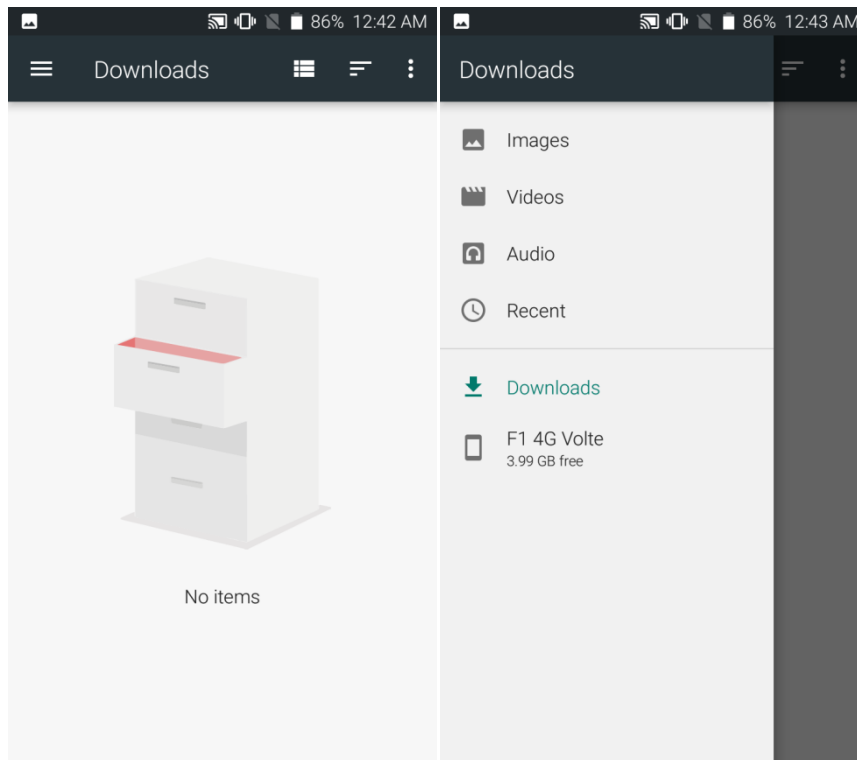 86% 12:42 AM
Downloads
No items
86% 12:43 AM
Downloads
Images
Videos
Audio
Recent
Downloads
F1 4G Volte
3.99 GB free